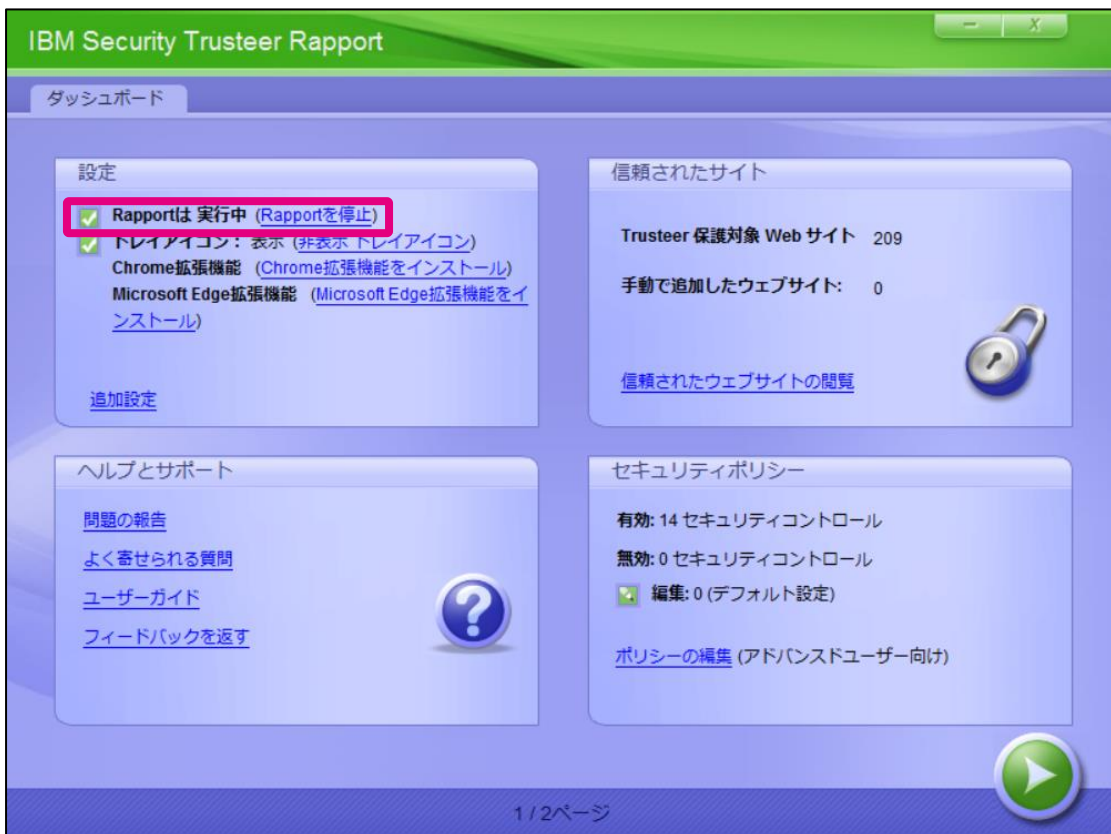 IBM Security Trusteer Rapport
− X
ダッシュボード
設定
Rapportは 実行中 (Rapportを停止)
トレイアイコン： 表示 (非表示 トレイアイコン)
Chrome拡張機能 (Chrome拡張機能をインストール)
Microsoft Edge拡張機能 (Microsoft Edge拡張機能をイ
ンストール)
追加設定
信頼されたサイト
Trusteer 保護対象 Web サイト 209
手動で追加したウェブサイト: 0
信頼されたウェブサイトの閲覧
ヘルプとサポート
問題の報告
よく寄せられる質問
ユーザーガイド
フィードバックを返す
?
セキュリティポリシー
有効: 14 セキュリティコントロール
無効: 0 セキュリティコントロール
編集: 0 (デフォルト設定)
ポリシーの編集 (アドバンスドユーザー向け)
1 / 2ページ